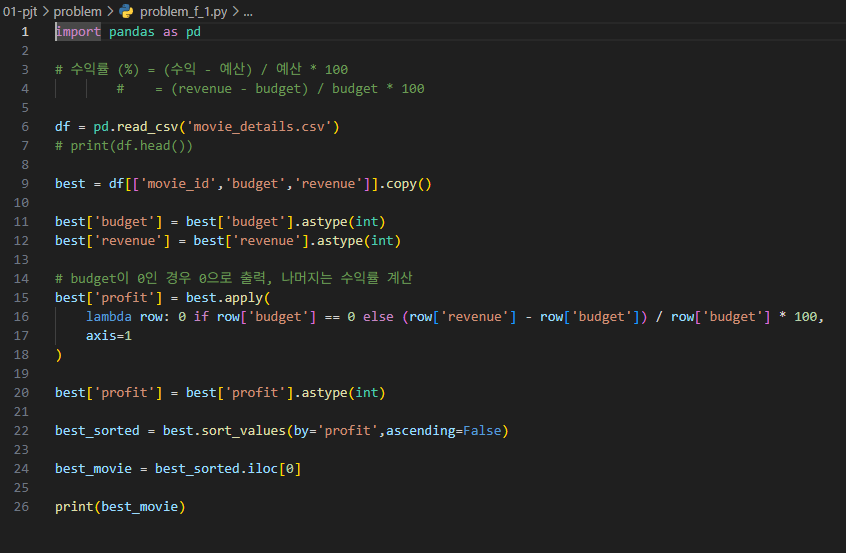 01-pjt > problem > problem_f_1.py > ...
1 import pandas as pd
2
3 # 수익률 (%) = (수익 - 예산) / 예산 * 100
4         #    = (revenue - budget) / budget * 100
5
6 df = pd.read_csv('movie_details.csv')
7 # print(df.head())
8
9 best = df[['movie_id','budget','revenue']].copy()
10
11 best['budget'] = best['budget'].astype(int)
12 best['revenue'] = best['revenue'].astype(int)
13
14 # budget이 0인 경우 0으로 출력, 나머지는 수익률 계산
15 best['profit'] = best.apply(
16     lambda row: 0 if row['budget'] == 0 else (row['revenue'] - row['budget']) / row['budget'] * 100,
17     axis=1
18 )
19
20 best['profit'] = best['profit'].astype(int)
21
22 best_sorted = best.sort_values(by='profit',ascending=False)
23
24 best_movie = best_sorted.iloc[0]
25
26 print(best_movie)